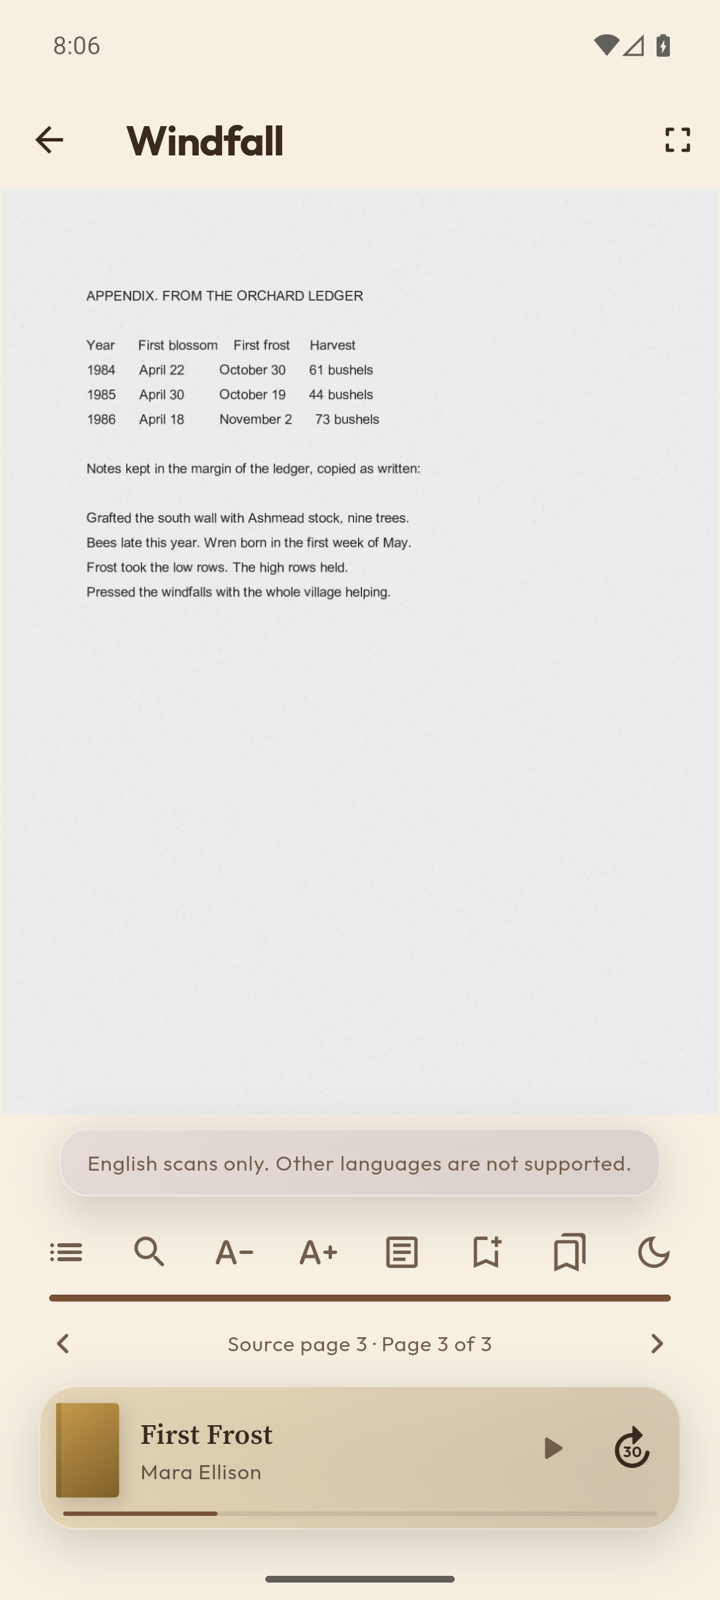 8:06
Windfall
APPENDIX. FROM THE ORCHARD LEDGER
Year First blossom First frost Harvest
1984 April 22 October 30 61 bushels
1985 April 30 October 19 44 bushels
1986 April 18 November 2 73 bushels
Notes kept in the margin of the ledger, copied as written:
Grafted the south wall with Ashmead stock, nine trees.
Bees late this year. Wren born in the first week of May.
Frost took the low rows. The high rows held.
Pressed the windfalls with the whole village helping.
English scans only. Other languages are not supported.
A− A+
Source page 3 · Page 3 of 3
First Frost
30
Mara Ellison